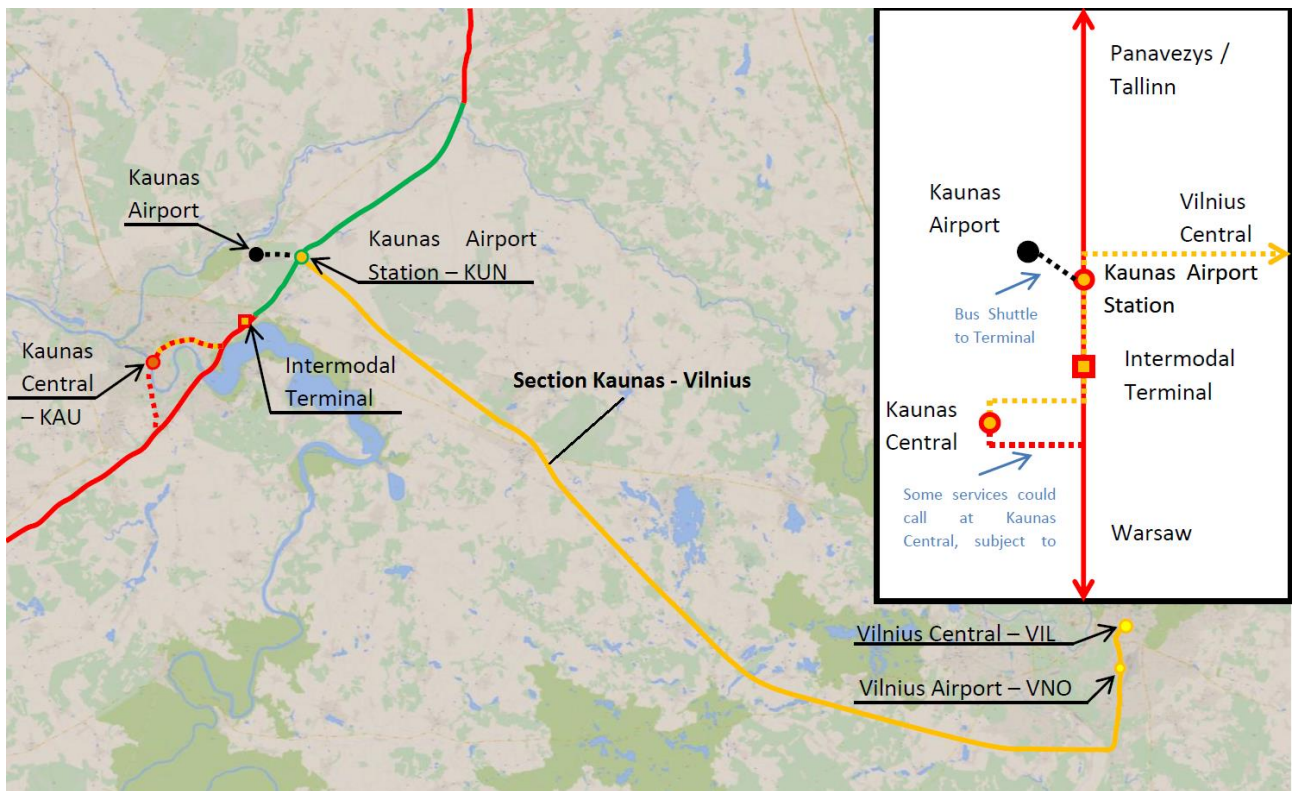 Kaunas
Airport
Kaunas Airport
Station – KUN
Kaunas
Central
– KAU
Intermodal
Terminal
Section Kaunas - Vilnius
Vilnius Central – VIL
Vilnius Airport – VNO
Panavezys /
Tallinn
Kaunas
Airport
Vilnius
Central
Kaunas Airport
Station
Bus Shuttle
to Terminal
Intermodal
Terminal
Kaunas
Central
Some services could
call at Kaunas
Central, subject to
Warsaw